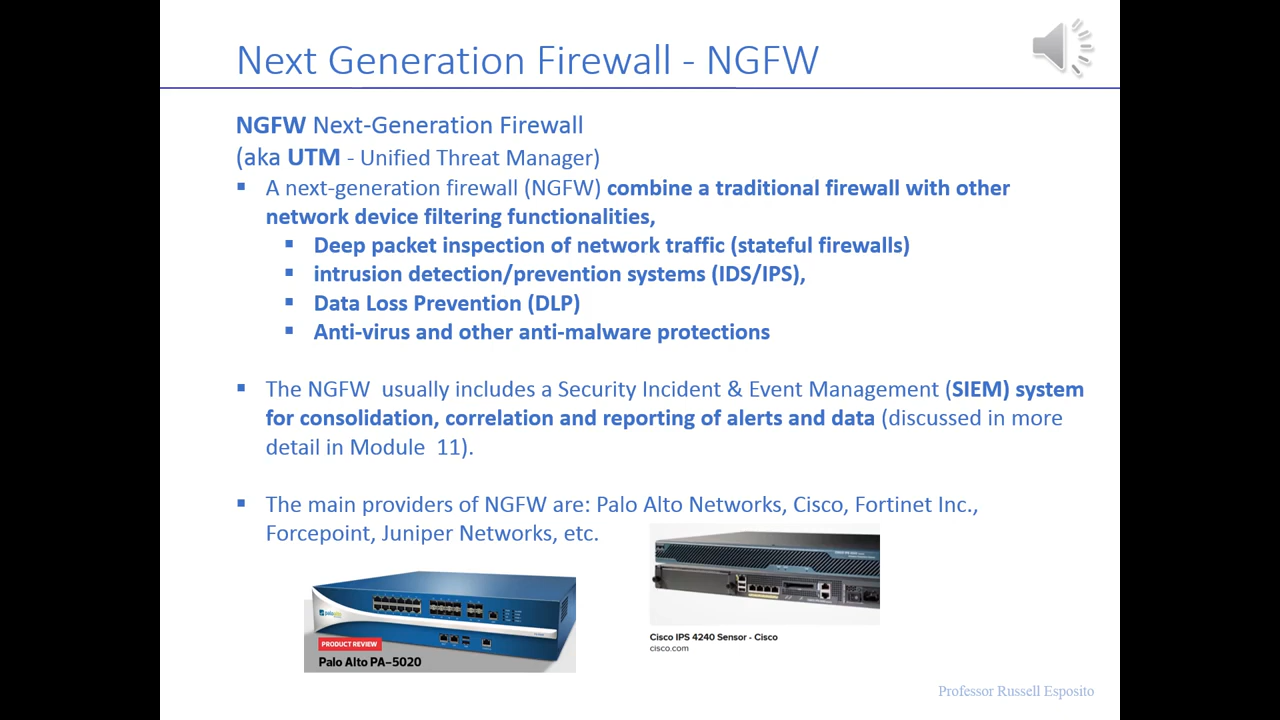 Next Generation Firewall - NGFW
NGFW Next-Generation Firewall
(aka UTM - Unified Threat Manager)
▪ A next-generation firewall (NGFW) combine a traditional firewall with other
network device filtering functionalities,
▪ Deep packet inspection of network traffic (stateful firewalls)
▪ intrusion detection/prevention systems (IDS/IPS),
▪ Data Loss Prevention (DLP)
▪ Anti-virus and other anti-malware protections
▪ The NGFW  usually includes a Security Incident & Event Management (SIEM) system
for consolidation, correlation and reporting of alerts and data (discussed in more
detail in Module  11).
▪ The main providers of NGFW are: Palo Alto Networks, Cisco, Fortinet Inc.,
Forcepoint, Juniper Networks, etc.
PRODUCT REVIEW
Palo Alto PA–5020
Cisco IPS 4240 Sensor - Cisco
cisco.com
Professor Russell Esposito